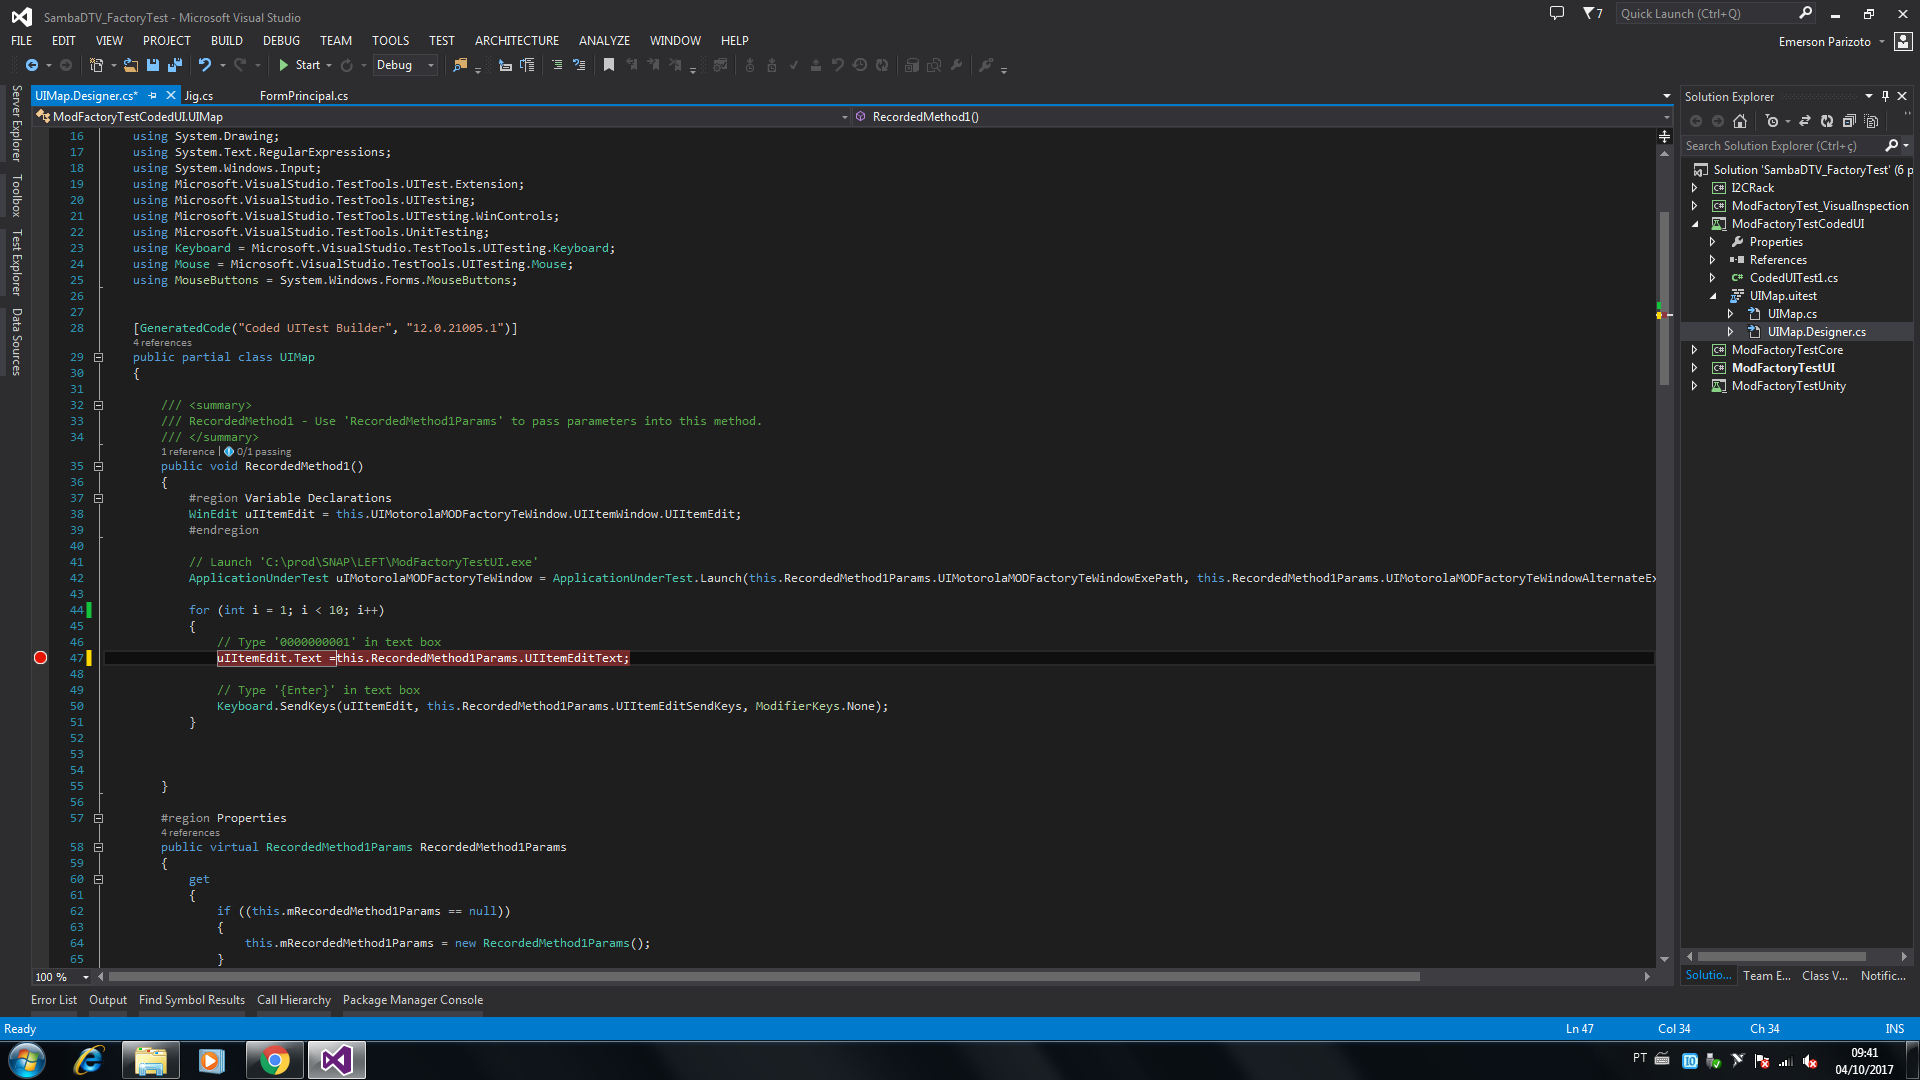 SambaDTV_FactoryTest - Microsoft Visual Studio
7
Quick Launch (Ctrl+Q)
FILE EDIT VIEW PROJECT BUILD DEBUG TEAM TOOLS TEST ARCHITECTURE ANALYZE WINDOW HELP
Emerson Parizoto
Start Debug
Server Explorer
Toolbox
Test Explorer
Data Sources
UIMap.Designer.cs* Jig.cs FormPrincipal.cs
ModFactoryTestCodedUI.UIMap RecordedMethod1()
16 using System.Drawing;
17 using System.Text.RegularExpressions;
18 using System.Windows.Input;
19 using Microsoft.VisualStudio.TestTools.UITest.Extension;
20 using Microsoft.VisualStudio.TestTools.UITesting;
21 using Microsoft.VisualStudio.TestTools.UITesting.WinControls;
22 using Microsoft.VisualStudio.TestTools.UnitTesting;
23 using Keyboard = Microsoft.VisualStudio.TestTools.UITesting.Keyboard;
24 using Mouse = Microsoft.VisualStudio.TestTools.UITesting.Mouse;
25 using MouseButtons = System.Windows.Forms.MouseButtons;
26
27
28 [GeneratedCode("Coded UITest Builder", "12.0.21005.1")]
4 references
29 public partial class UIMap
30 {
31
32 /// <summary>
33 /// RecordedMethod1 - Use 'RecordedMethod1Params' to pass parameters into this method.
34 /// </summary>
1 reference | 0/1 passing
35 public void RecordedMethod1()
36 {
37 #region Variable Declarations
38 WinEdit uIItemEdit = this.UIMotorolaMODFactoryTeWindow.UIItemWindow.UIItemEdit;
39 #endregion
40
41 // Launch 'C:\prod\SNAP\LEFT\ModFactoryTestUI.exe'
42 ApplicationUnderTest uIMotorolaMODFactoryTeWindow = ApplicationUnderTest.Launch(this.RecordedMethod1Params.UIMotorolaMODFactoryTeWindowExePath, this.RecordedMethod1Params.UIMotorolaMODFactoryTeWindowAlternateEx
43
44 for (int i = 1; i < 10; i++)
45 {
46 // Type '0000000001' in text box
47 uIItemEdit.Text =this.RecordedMethod1Params.UIItemEditText;
48
49 // Type '{Enter}' in text box
50 Keyboard.SendKeys(uIItemEdit, this.RecordedMethod1Params.UIItemEditSendKeys, ModifierKeys.None);
51 }
52
53
54
55 }
56
57 #region Properties
4 references
58 public virtual RecordedMethod1Params RecordedMethod1Params
59 {
60 get
61 {
62 if ((this.mRecordedMethod1Params == null))
63 {
64 this.mRecordedMethod1Params = new RecordedMethod1Params();
65 }
100 %
Solution Explorer
Search Solution Explorer (Ctrl+ç)
Solution 'SambaDTV_FactoryTest' (6 p
I2CRack
ModFactoryTest_VisualInspection
ModFactoryTestCodedUI
Properties
References
CodedUITest1.cs
UIMap.uitest
UIMap.cs
UIMap.Designer.cs
ModFactoryTestCore
ModFactoryTestUI
ModFactoryTestUnity
Solutio... Team E... Class V... Notific...
Error List Output Find Symbol Results Call Hierarchy Package Manager Console
Ready Ln 47 Col 34 Ch 34 INS
PT 09:41
04/10/2017